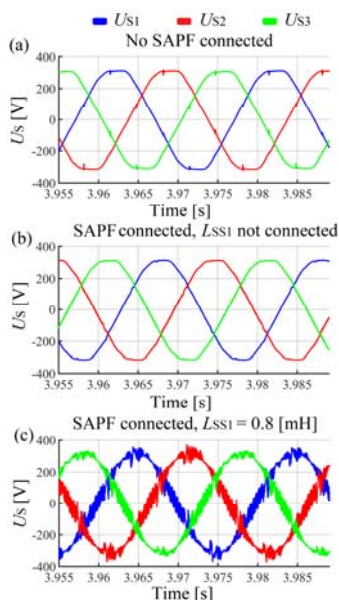 US1 US2 US3
(a) No SAPF connected
400
200
0
-200
-400
US [V]
3.955 3.96 3.965 3.97 3.975 3.98 3.985
Time [s]
(b) SAPF connected, LSS1 not connected
400
200
0
-200
-400
US [V]
3.955 3.96 3.965 3.97 3.975 3.98 3.985
Time [s]
SAPF connected, LSS1 = 0.8 [mH]
(c)
400
200
0
-200
-400
US [V]
3.955 3.96 3.965 3.97 3.975 3.98 3.985
Time [s]